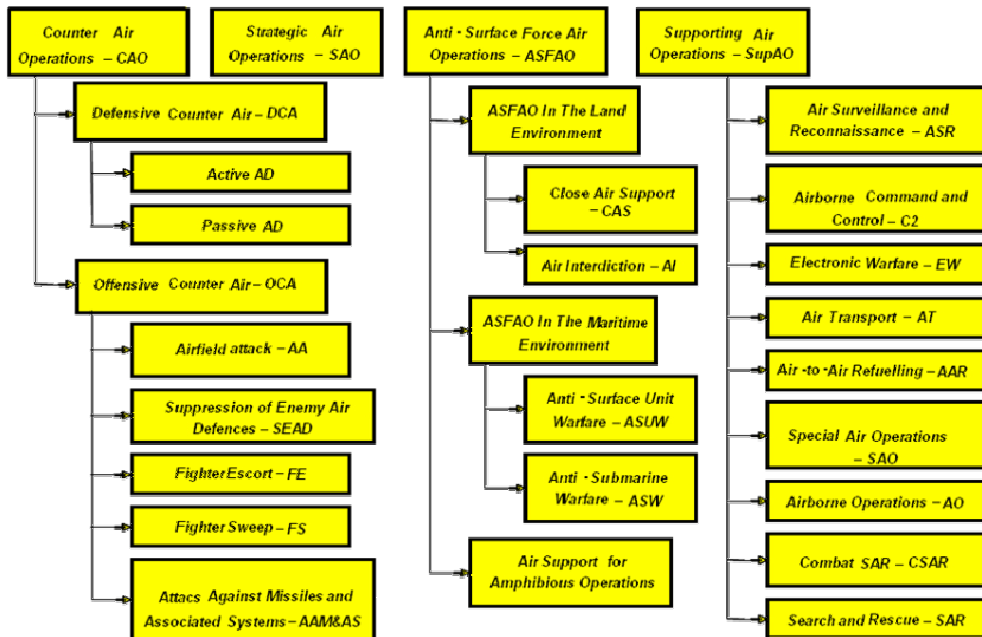 Counter Air
Operations – CAO
Defensive Counter Air – DCA
Active AD
Passive AD
Offensive Counter Air – OCA
Airfield attack – AA
Suppression of Enemy Air
Defences – SEAD
Fighter Escort – FE
Fighter Sweep – FS
Attacs Against Missiles and
Associated Systems – AAM&AS
Strategic Air
Operations – SAO
Anti - Surface Force Air
Operations – ASFAO
ASFAO In The Land
Environment
Close Air Support
– CAS
Air Interdiction – AI
ASFAO In The Maritime
Environment
Anti - Surface Unit
Warfare – ASUW
Anti - Submarine
Warfare – ASW
Air Support for
Amphibious Operations
Supporting Air
Operations – SupAO
Air Surveillance and
Reconnaissance – ASR
Airborne Command and
Control – C2
Electronic Warfare – EW
Air Transport – AT
Air -to-Air Refuelling – AAR
Special Air Operations
– SAO
Airborne Operations – AO
Combat SAR – CSAR
Search and Rescue – SAR